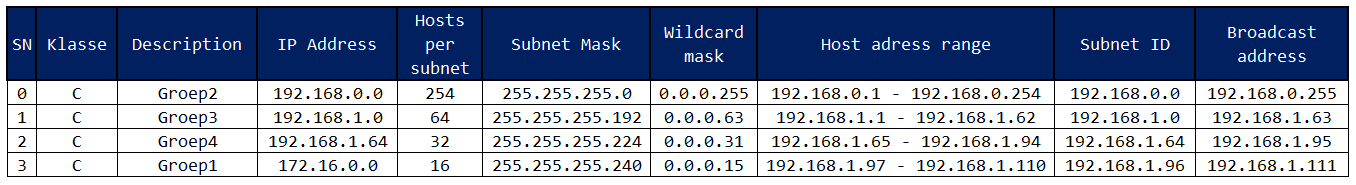 SN Klasse Description IP Address Hosts per subnet Subnet Mask Wildcard mask Host adress range Subnet ID Broadcast address
0 C Groep2 192.168.0.0 254 255.255.255.0 0.0.0.255 192.168.0.1 - 192.168.0.254 192.168.0.0 192.168.0.255
1 C Groep3 192.168.1.0 64 255.255.255.192 0.0.0.63 192.168.1.1 - 192.168.1.62 192.168.1.0 192.168.1.63
2 C Groep4 192.168.1.64 32 255.255.255.224 0.0.0.31 192.168.1.65 - 192.168.1.94 192.168.1.64 192.168.1.95
3 C Groep1 172.16.0.0 16 255.255.255.240 0.0.0.15 192.168.1.97 - 192.168.1.110 192.168.1.96 192.168.1.111